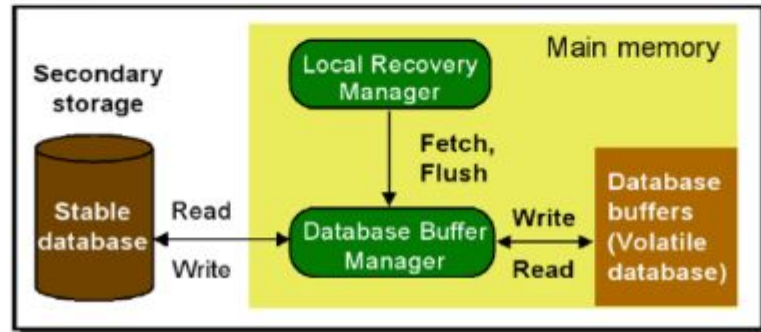 Main memory
Secondary
storage
Local Recovery
Manager
Fetch,
Flush
Stable
database
Read
Write
Database Buffer
Manager
Write
Read
Database
buffers
(Volatile
database)